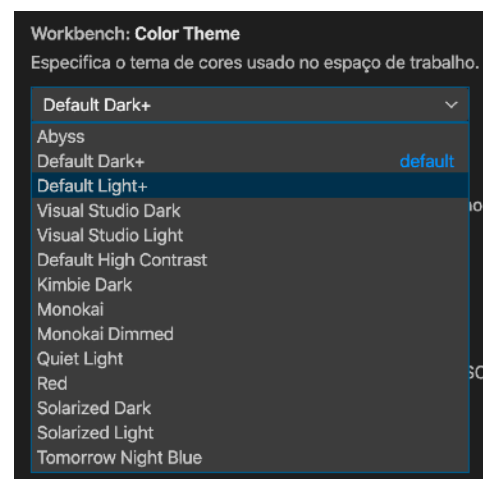 Workbench: Color Theme
Especifica o tema de cores usado no espaço de trabalho.
Default Dark+
Abyss
Default Dark+ default
Default Light+
Visual Studio Dark
Visual Studio Light
Default High Contrast
Kimbie Dark
Monokai
Monokai Dimmed
Quiet Light
Red
Solarized Dark
Solarized Light
Tomorrow Night Blue